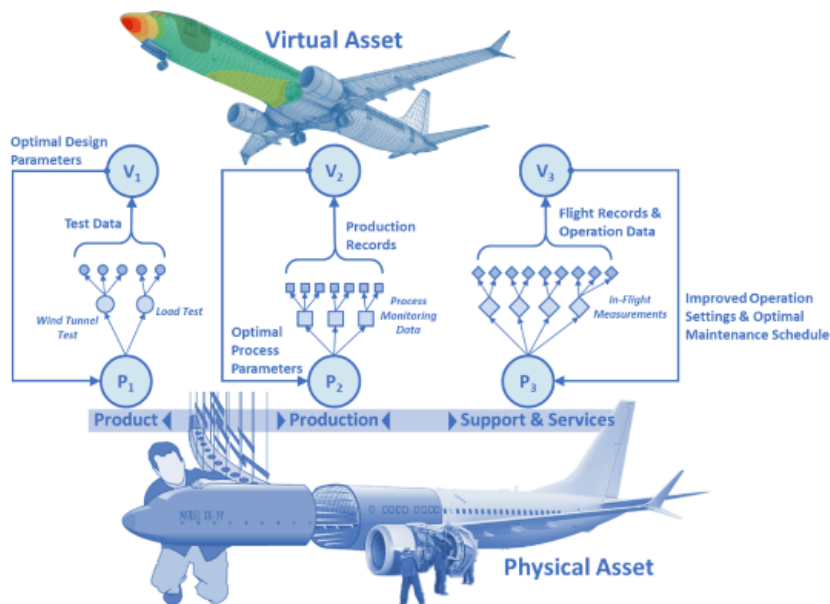 Virtual Asset
Optimal Design
Parameters
V1
V2
V3
Test Data
Production
Records
Flight Records &
Operation Data
Wind Tunnel
Test
Load Test
Process
Monitoring
Data
In-Flight
Measurements
Optimal
Process
Parameters
Improved Operation
Settings & Optimal
Maintenance Schedule
P1
P2
P3
Product
Production
Support & Services
Physical Asset